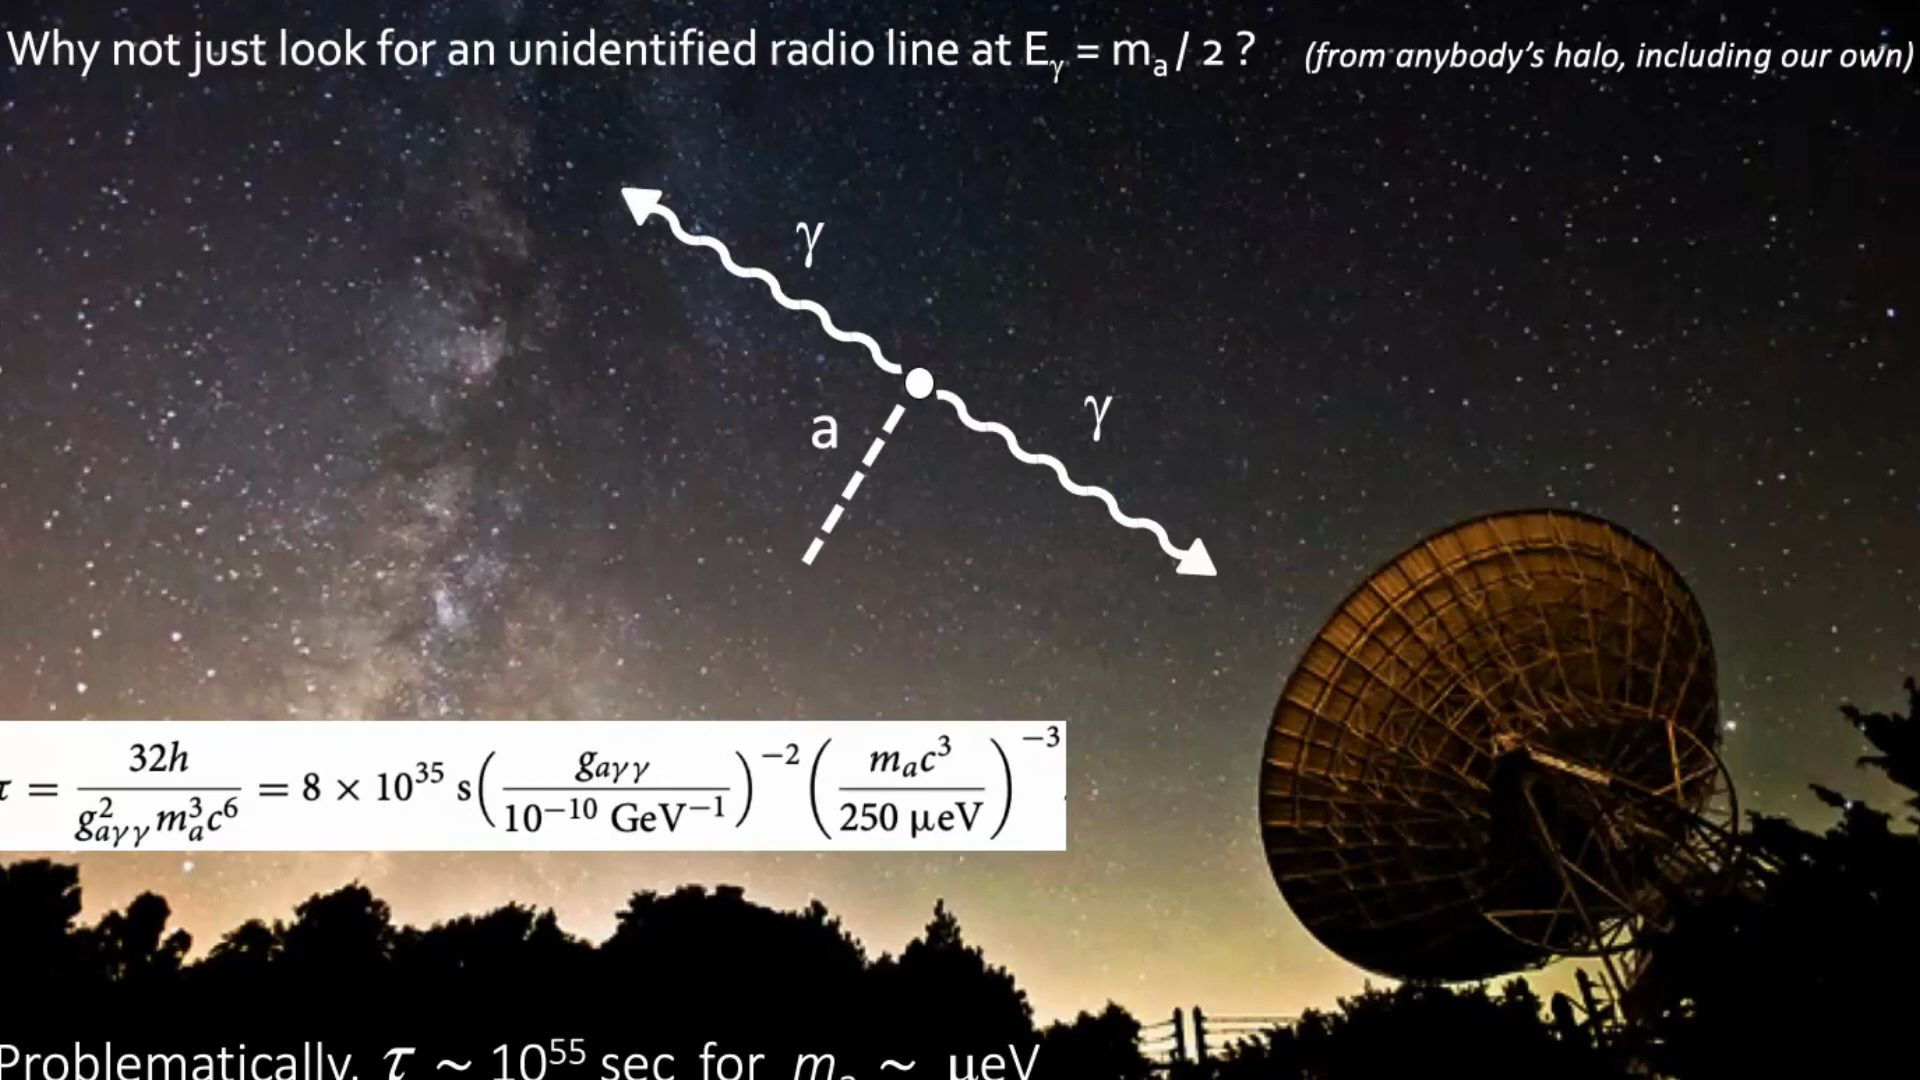 Why not just look for an unidentified radio line at Eγ = ma / 2 ? (from anybody's halo, including our own)
γ
γ
a
τ = 32h / g²aγγ m³a c⁶ = 8 × 10³⁵ s ( gaγγ / 10⁻¹⁰ GeV⁻¹ )⁻² ( mac³ / 250 μeV )⁻³.
Problematically, τ ~ 10⁵⁵ sec for ma ~ μeV